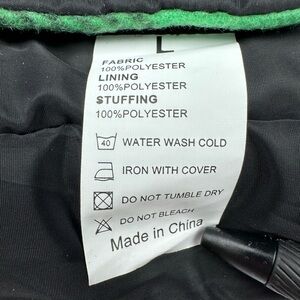 L
FABRIC
100%POLYESTER
LINING
100%POLYESTER
STUFFING
100%POLYESTER
40 WATER WASH COLD
IRON WITH COVER
DO NOT TUMBLE DRY
DO NOT BLEACH
Made in China